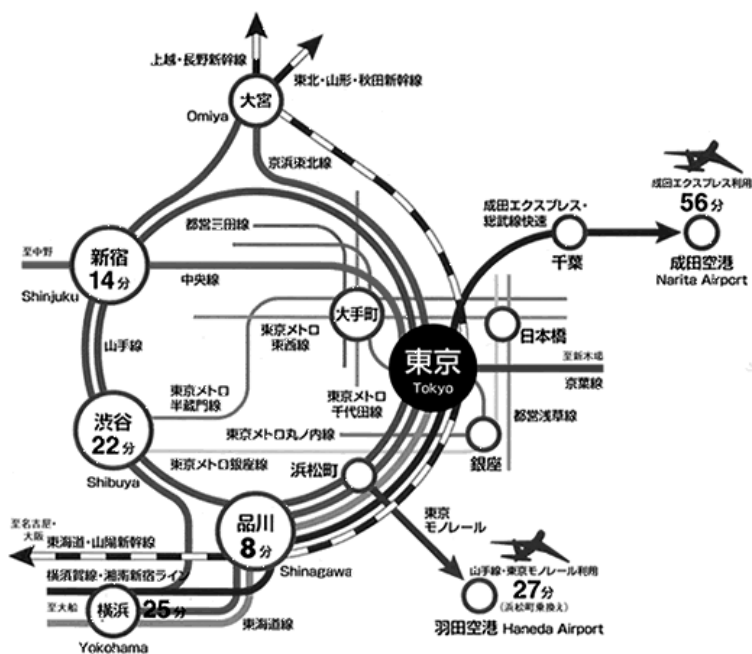 上越・長野新幹線
東北・山形・秋田新幹線
大宮
Omiya
京浜東北線
成田エクスプレス利用
56分
成田エクスプレス・
総武線快速
千葉
成田空港
Narita Airport
都営三田線
至中野
新宿
14分
Shinjuku
中央線
大手町
東京メトロ
東西線
日本橋
山手線
東京
Tokyo
至新木場
京葉線
東京メトロ
半蔵門線
東京メトロ
千代田線
都営浅草線
渋谷
22分
Shibuya
東京メトロ丸ノ内線
銀座
東京メトロ銀座線
浜松町
至名古屋・
大阪
東海道・山陽新幹線
品川
8分
Shinagawa
東京
モノレール
横須賀線・湘南新宿ライン
山手線・東京モノレール利用
27分
(浜松町乗換え)
至大船
横浜
25分
Yokohama
東海道線
羽田空港 Haneda Airport